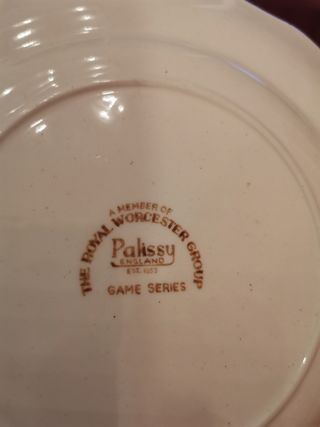 A MEMBER OF
THE ROYAL WORCESTER GROUP
Palissy
ENGLAND
EST. 1853
GAME SERIES